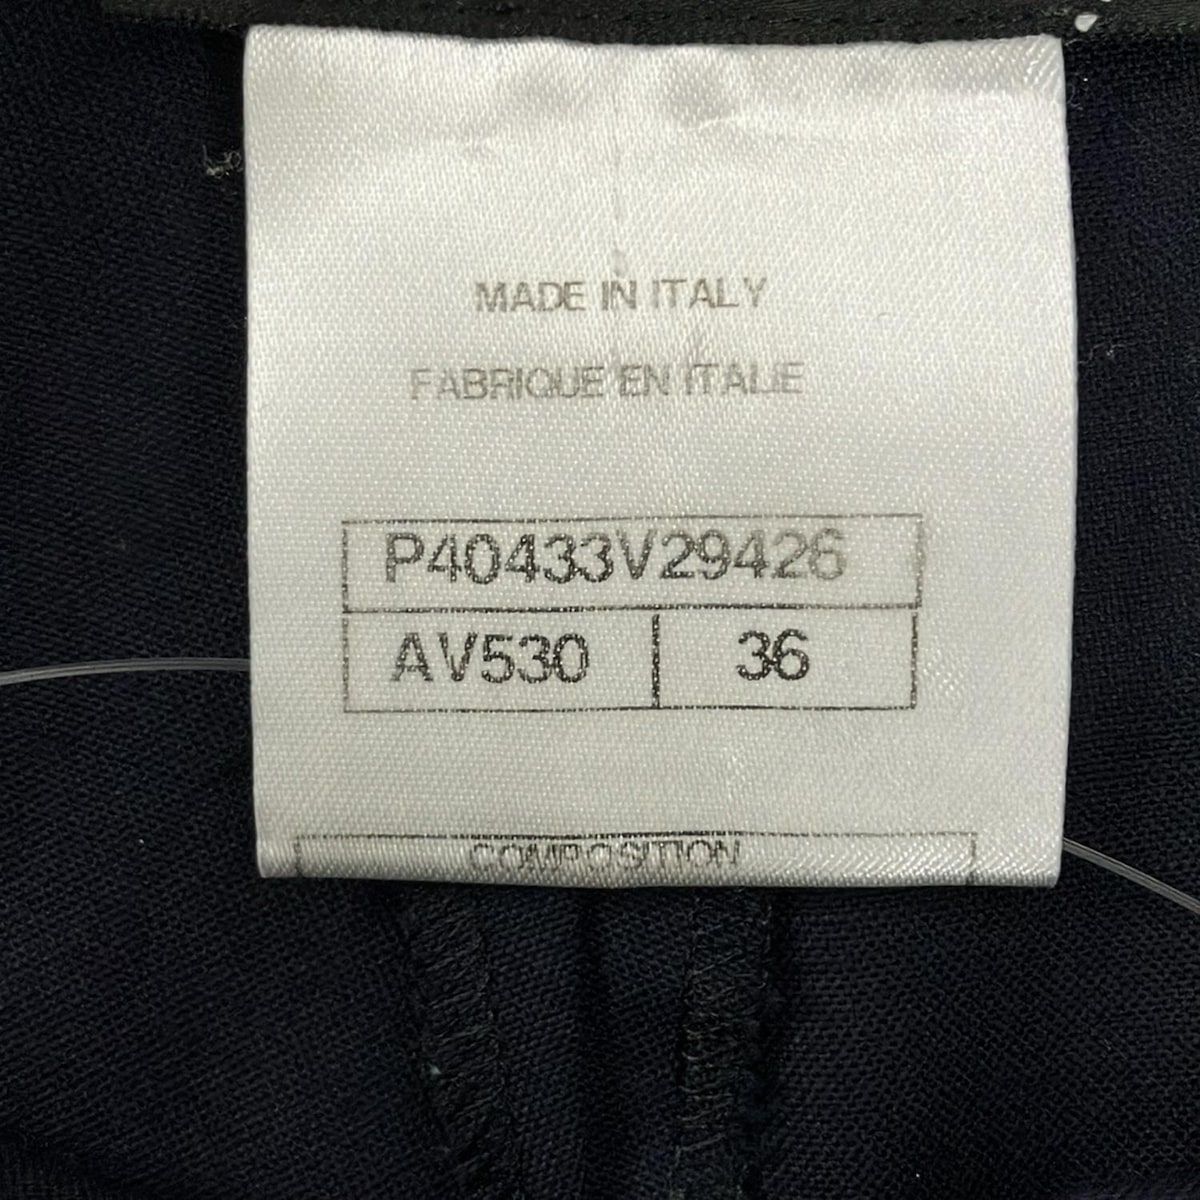 MADE IN ITALY
FABRIQUE EN ITALIE
P40433V29426
AV530 36
COMPOSITION